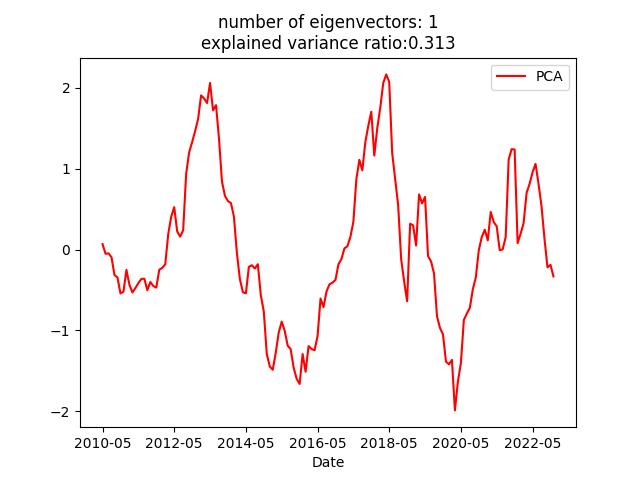 number of eigenvectors: 1
explained variance ratio:0.313
PCA
2
1
0
−1
−2
2010-05 2012-05 2014-05 2016-05 2018-05 2020-05 2022-05
Date